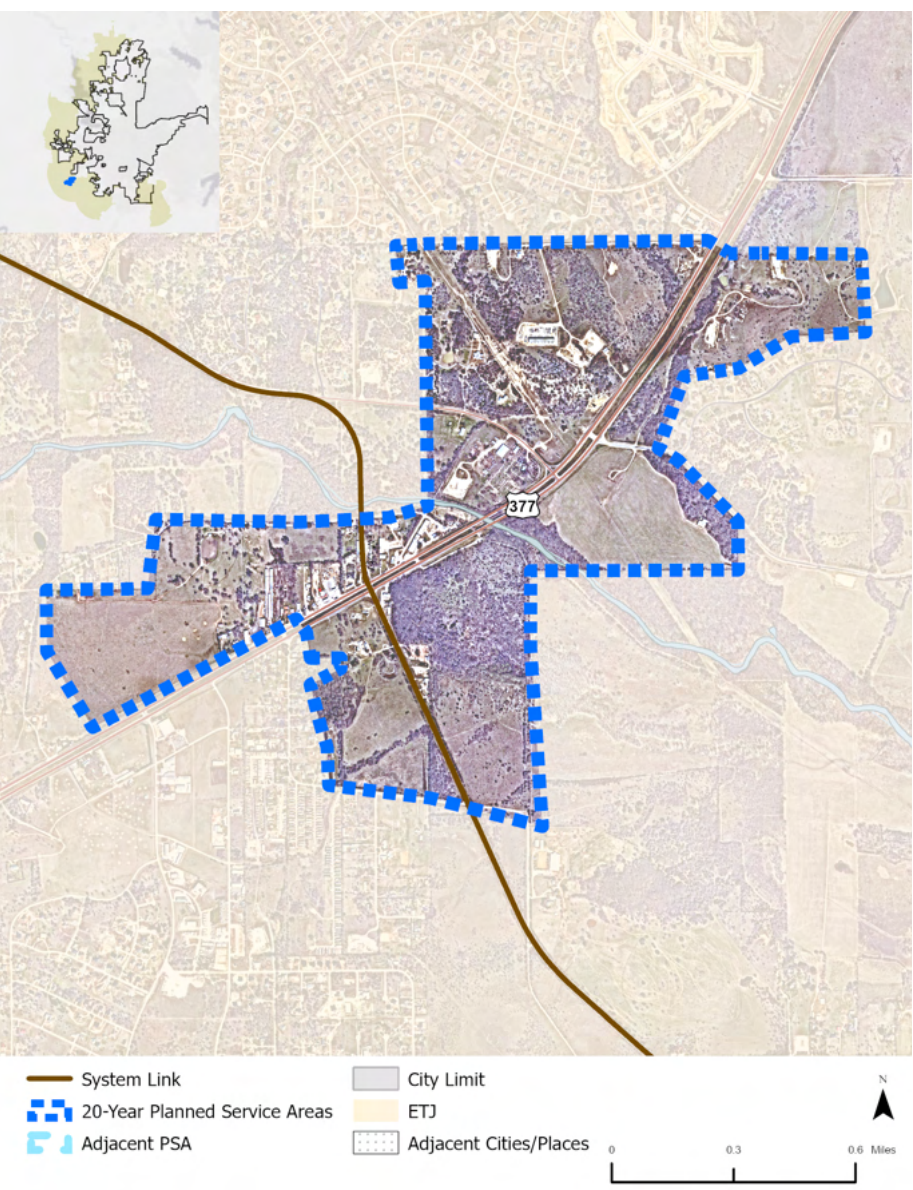 377
System Link
City Limit
20-Year Planned Service Areas
ETJ
Adjacent PSA
Adjacent Cities/Places
N
0 0.3 0.6 Miles